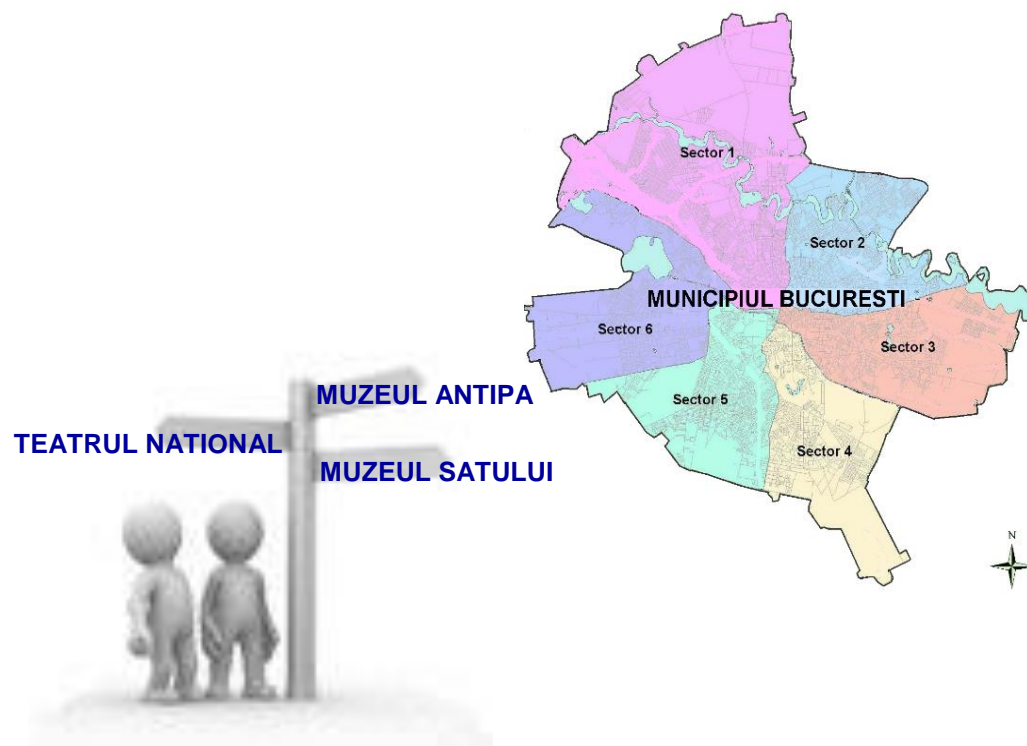 Sector 1
Sector 2
MUNICIPIUL BUCURESTI
Sector 6
Sector 3
Sector 5
Sector 4
N
MUZEUL ANTIPA
TEATRUL NATIONAL
MUZEUL SATULUI